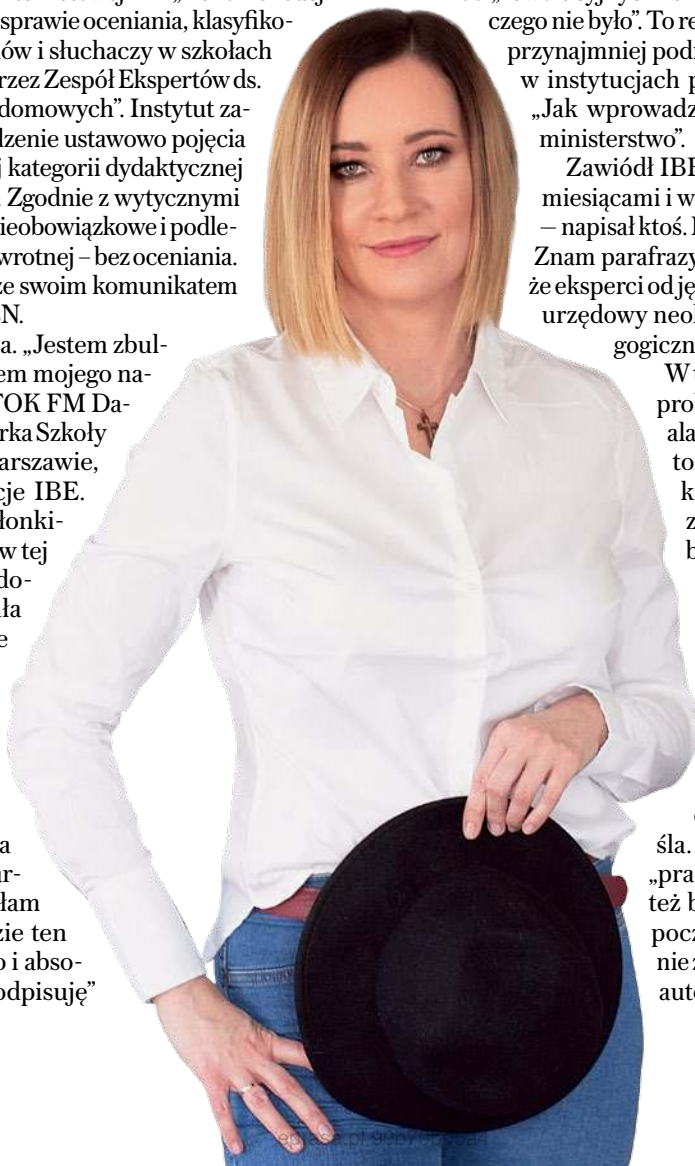 sprawie oceniania, klasyfiko-
ów i słuchaczy w szkołach
rzez Zespół Ekspertów ds.
domowych”. Instytut za-
dzenie ustawowo pojęcia
j kategorii dydaktycznej
. Zgodnie z wytycznymi
ieobowiązkowe i podle-
wrotnej – bez oceniania.
ze swoim komunikatem
N.
a. „Jestem zbul-
em mojego na-
TOK FM Da-
rka Szkoły
arszawie,
cje IBE.
łonki-
w tej
do-
ła
e
a
ar-
łam
zie ten
o i abso-
odpisuję”
czego nie było”. To re
przynajmniej podr
w instytucjach p
„Jak wprowadz
ministerstwo”.
Zawiódł IBE
miesiącami i w
– napisał ktoś. 
Znam parafrazy
że eksperci od ję
urzędowy neol
gogiczn
W t
pro
ala
to
k
z
b
śla.
„pra
też b
pocz
nie z
auto